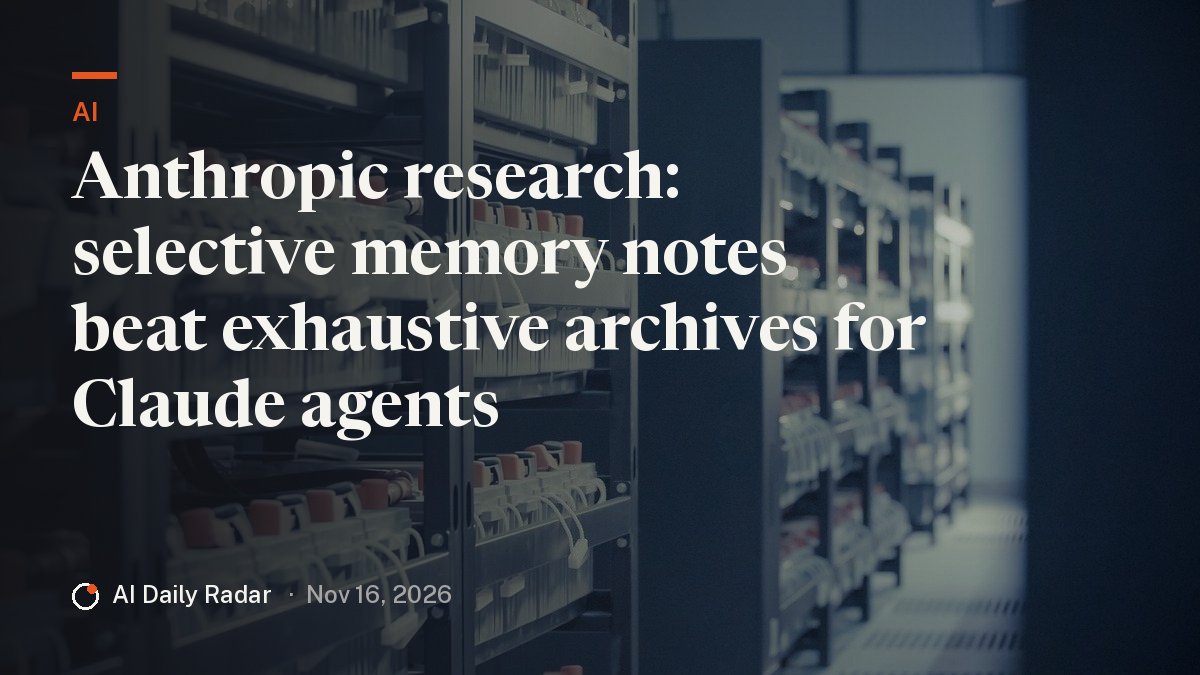 AI
Anthropic research:
selective memory notes
beat exhaustive archives for
Claude agents
AI Daily Radar · Nov 16, 2026